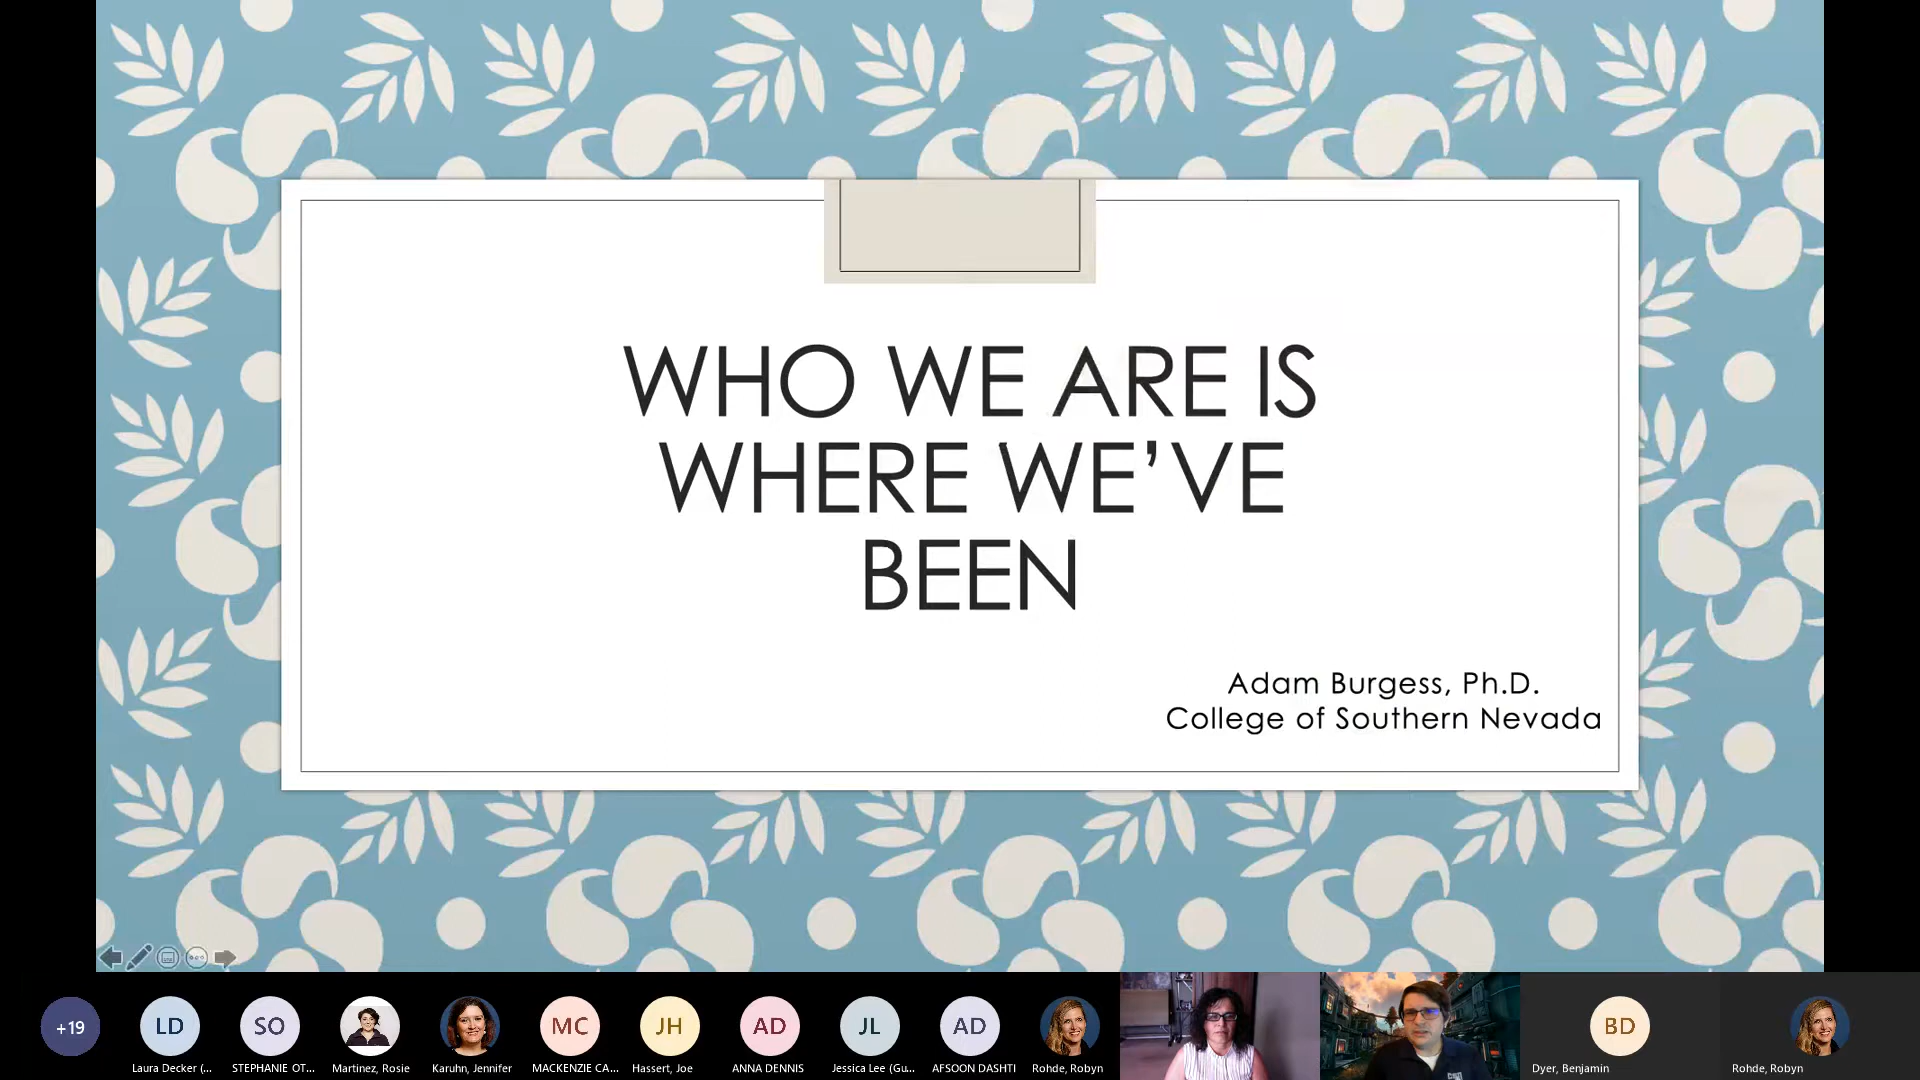 WHO WE ARE IS
WHERE WE'VE
BEEN
Adam Burgess, Ph.D.
College of Southern Nevada
+19
LD
SO
MC
JH
AD
JL
AD
BD
Laura Decker (...
STEPHANIE OT...
Martinez, Rosie
Karuhn, Jennifer
MACKENZIE CA...
Hassert, Joe
ANNA DENNIS
Jessica Lee (Gu...
AFSOON DASHTI
Rohde, Robyn
Dyer, Benjamin
Rohde, Robyn